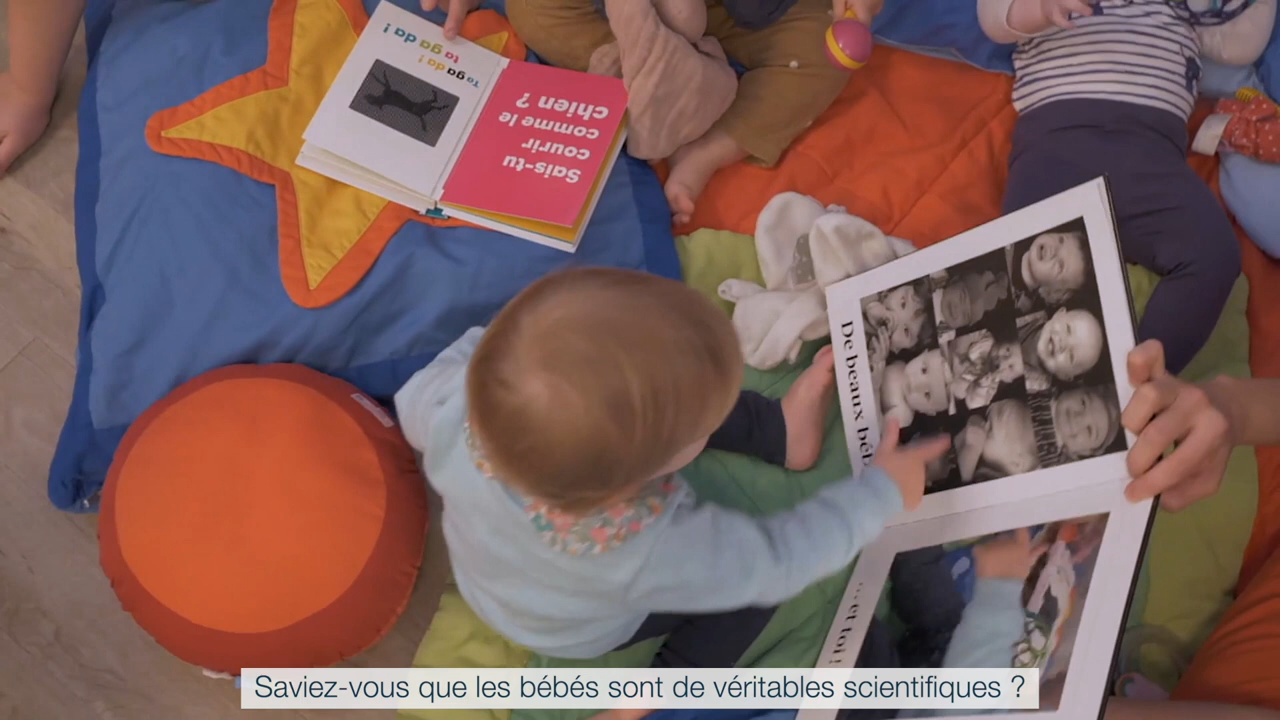 Ta ga da !
ta ga da !
Sais-tu
courir
comme le
chien ?
De beaux béb
... et toi !
Saviez-vous que les bébés sont de véritables scientifiques ?